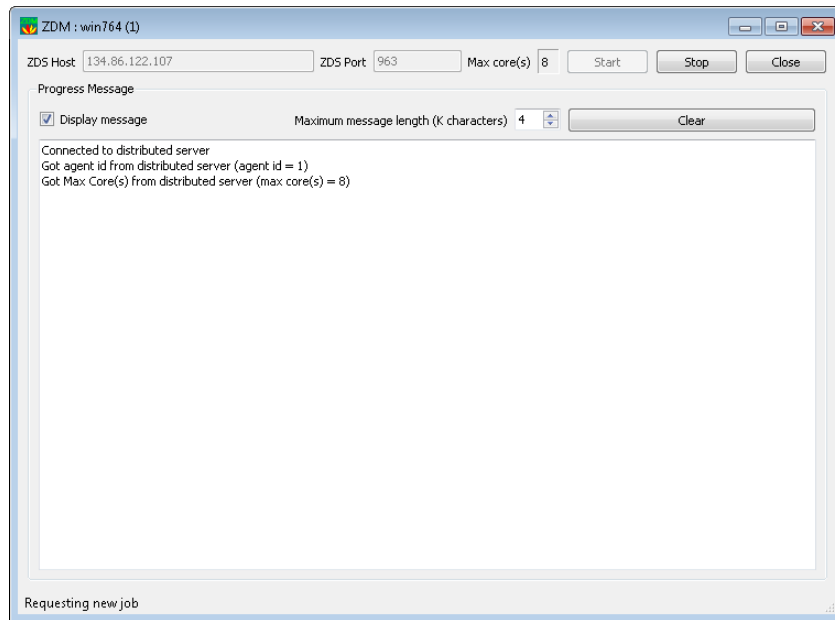 ZDM : win764 (1)
ZDS Host 134.86.122.107 ZDS Port 963 Max core(s) 8 Start Stop Close
Progress Message
Display message Maximum message length (K characters) 4 Clear
Connected to distributed server
Got agent id from distributed server (agent id = 1)
Got Max Core(s) from distributed server (max core(s) = 8)
Requesting new job